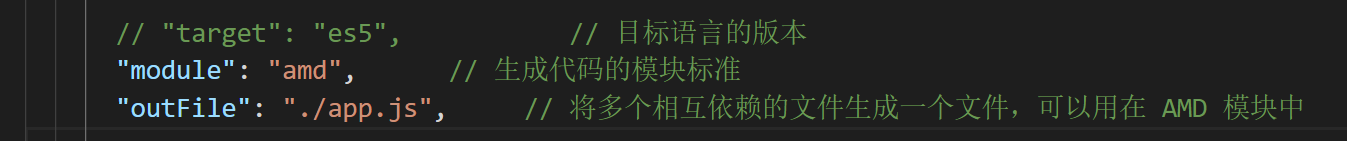 // "target": "es5",          // 目标语言的版本
"module": "amd",      // 生成代码的模块标准
"outFile": "./app.js",     // 将多个相互依赖的文件生成一个文件，可以用在 AMD 模块中